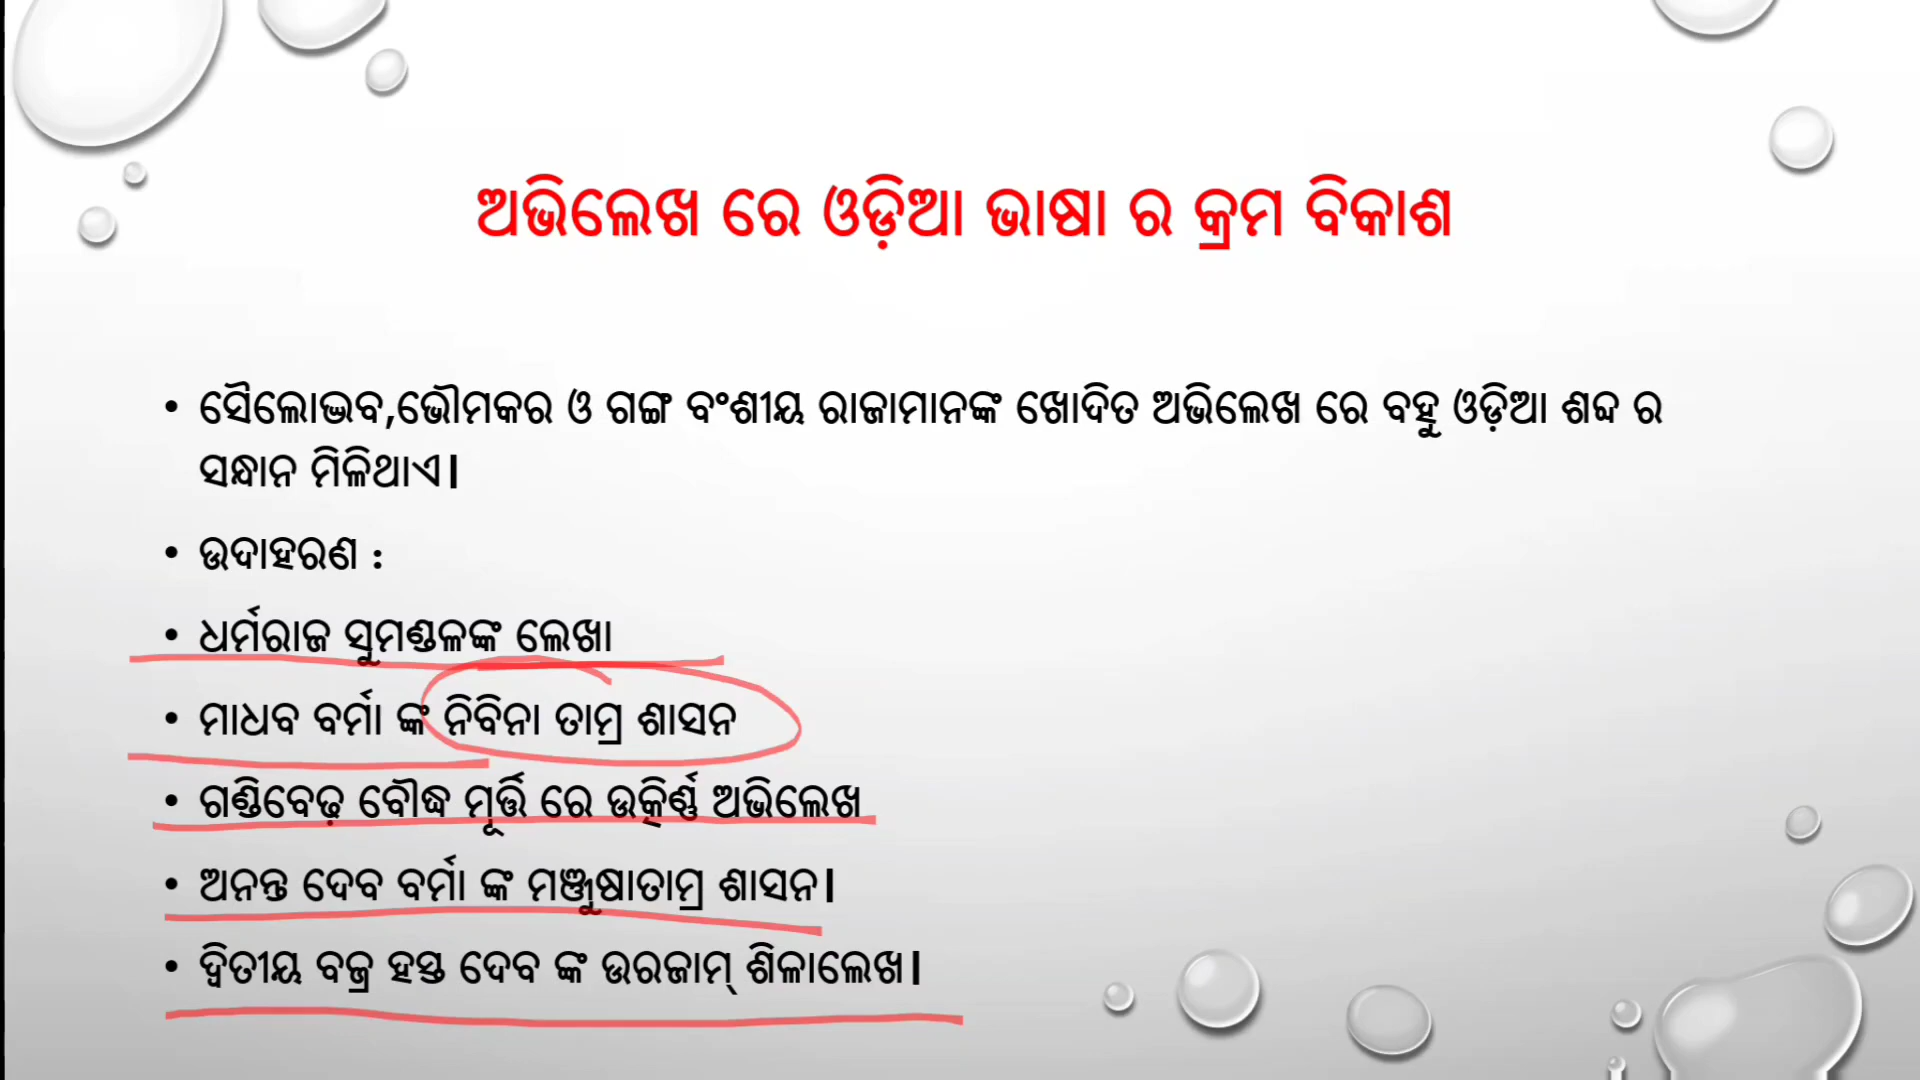 ଅଭିଲେଖ ରେ ଓଡ଼ିଆ ଭାଷା ର କ୍ରମ ବିକାଶ
• ସୈଲୋଦ୍ଭବ,ଭୌମକର ଓ ଗଙ୍ଗ ବଂଶୀୟ ରାଜାମାନଙ୍କ ଖୋଦିତ ଅଭିଲେଖ ରେ ବହୁ ଓଡ଼ିଆ ଶବ୍ଦ ର
ସନ୍ଧାନ ମିଳିଥାଏ।
• ଉଦାହରଣ :
• ଧର୍ମରାଜ ସୁମଣ୍ଡଳଙ୍କ ଲେଖା
• ମାଧବ ବର୍ମା ଙ୍କ ନିବିନା ତାମ୍ର ଶାସନ
• ଗଣ୍ଡିବେଢ଼ ବୌଦ୍ଧ ମୂର୍ତ୍ତି ରେ ଉତ୍କିର୍ଣ୍ଣ ଅଭିଲେଖ
• ଅନନ୍ତ ଦେବ ବର୍ମା ଙ୍କ ମଞ୍ଜୁଷାତାମ୍ର ଶାସନ।
• ଦ୍ଵିତୀୟ ବଜ୍ର ହସ୍ତ ଦେବ ଙ୍କ ଉରଜାମ୍ ଶିଳାଲେଖ।